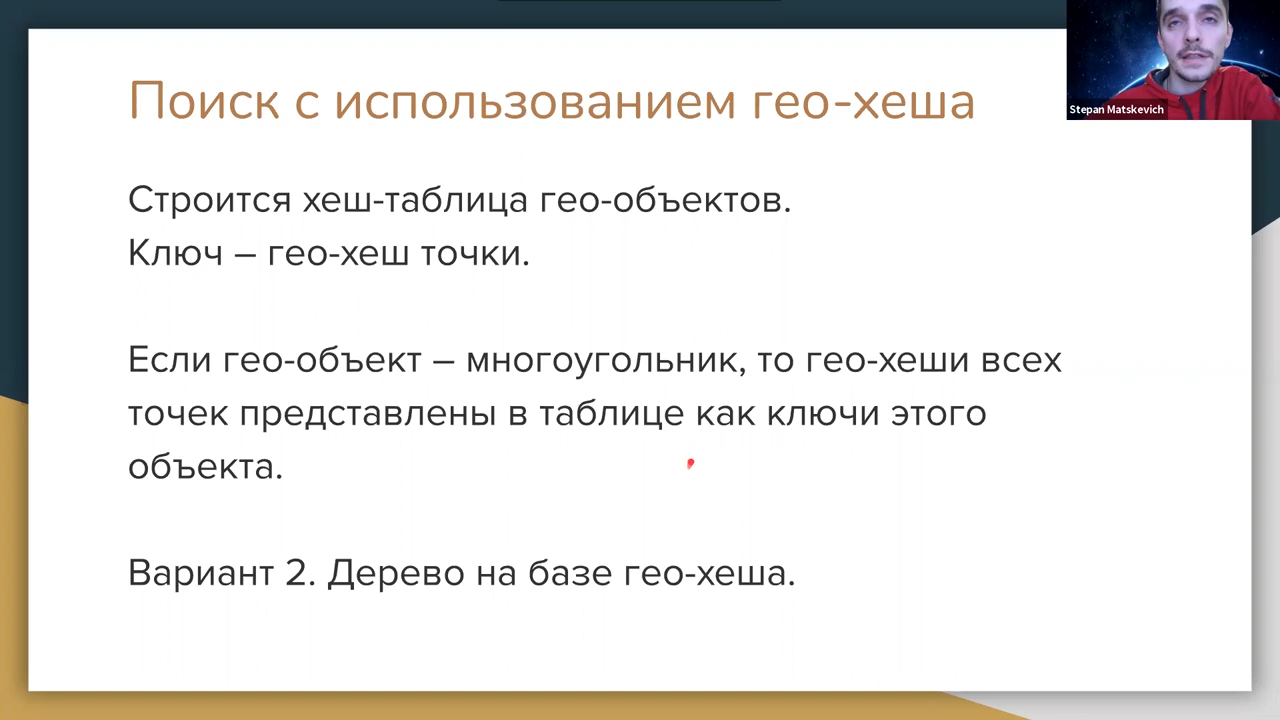 Поиск с использованием гео-хеша
Stepan Matskevich
Строится хеш-таблица гео-объектов.
Ключ – гео-хеш точки.
Если гео-объект – многоугольник, то гео-хеши всех
точек представлены в таблице как ключи этого
объекта.
Вариант 2. Дерево на базе гео-хеша.